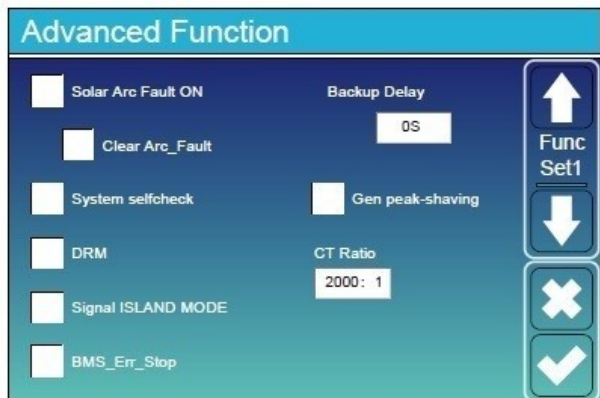 Advanced Function
Solar Arc Fault ON
Backup Delay
0S
Clear Arc_Fault
System selfcheck
Gen peak-shaving
DRM
CT Ratio
2000: 1
Signal ISLAND MODE
BMS_Err_Stop
Func
Set1